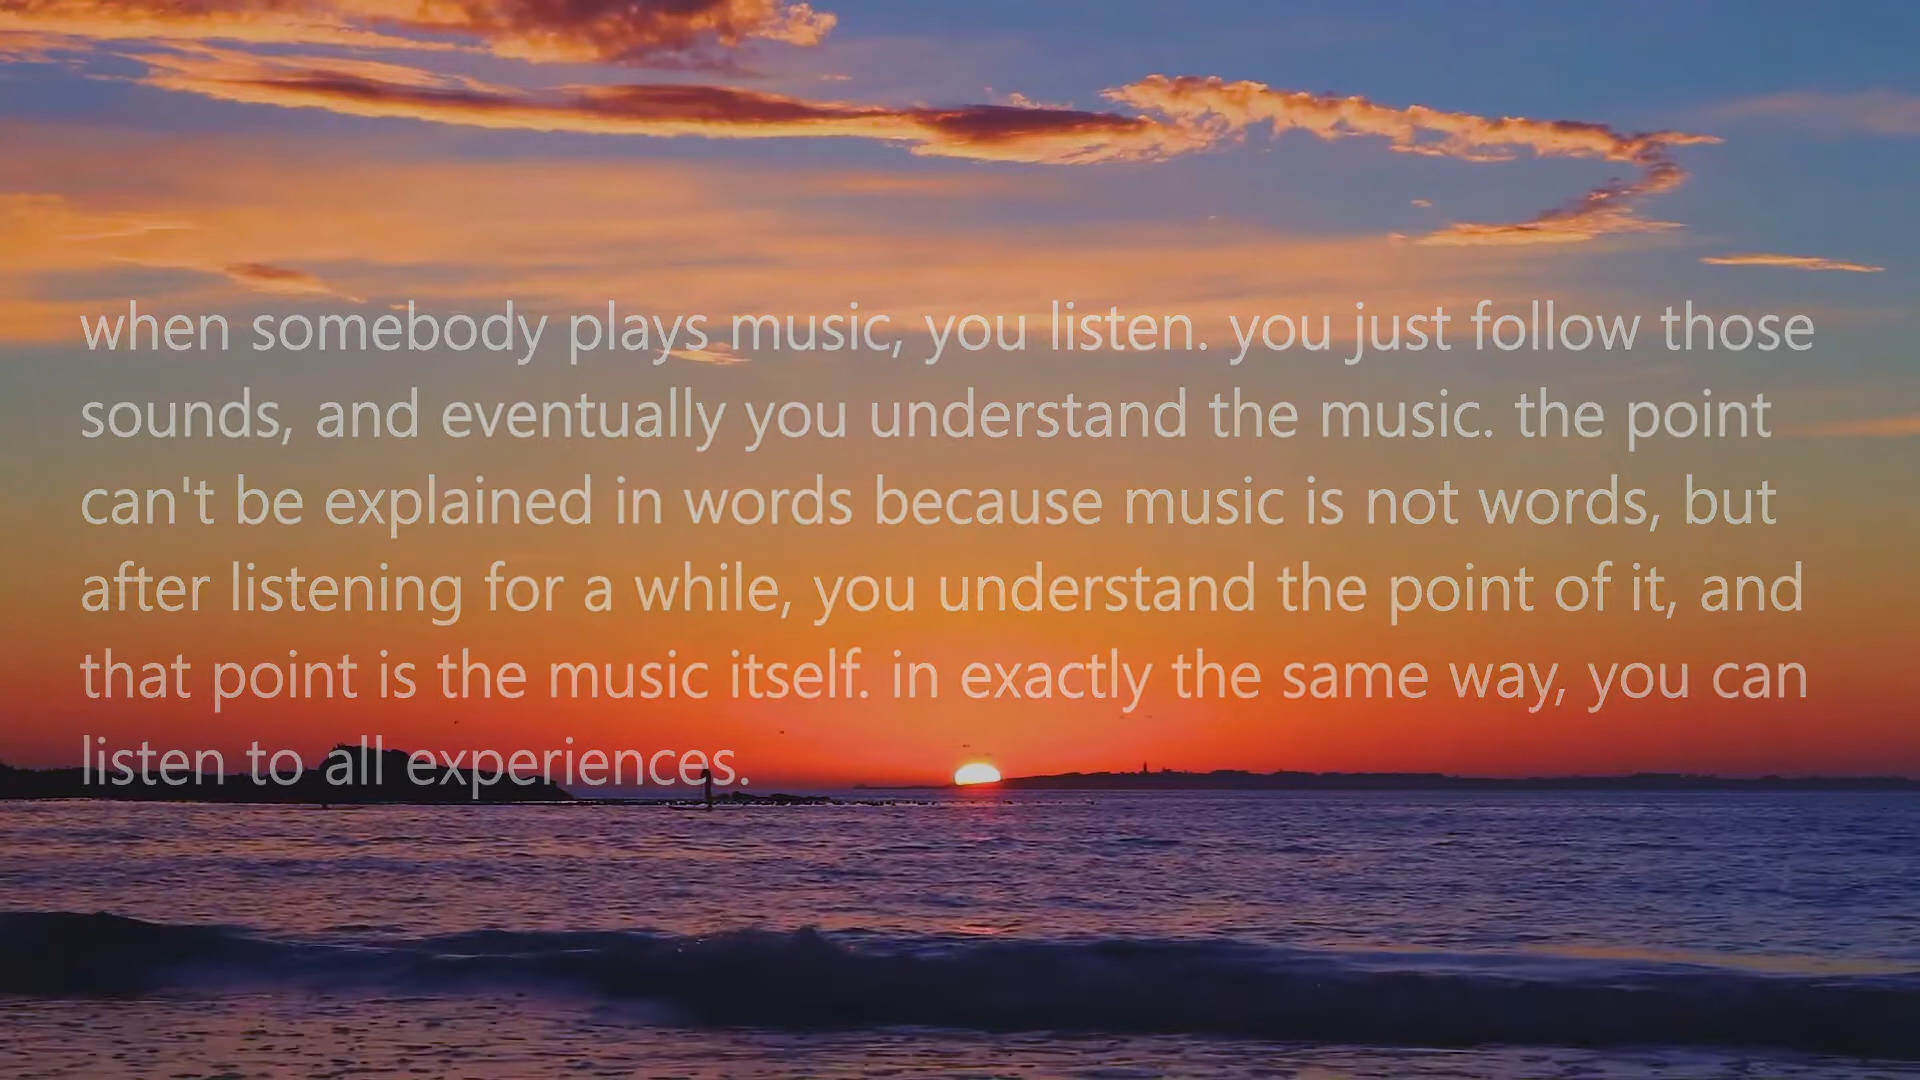 when somebody plays music, you listen. you just follow those
sounds, and eventually you understand the music. the point
can't be explained in words because music is not words, but
after listening for a while, you understand the point of it, and
that point is the music itself. in exactly the same way, you can
listen to all experiences.